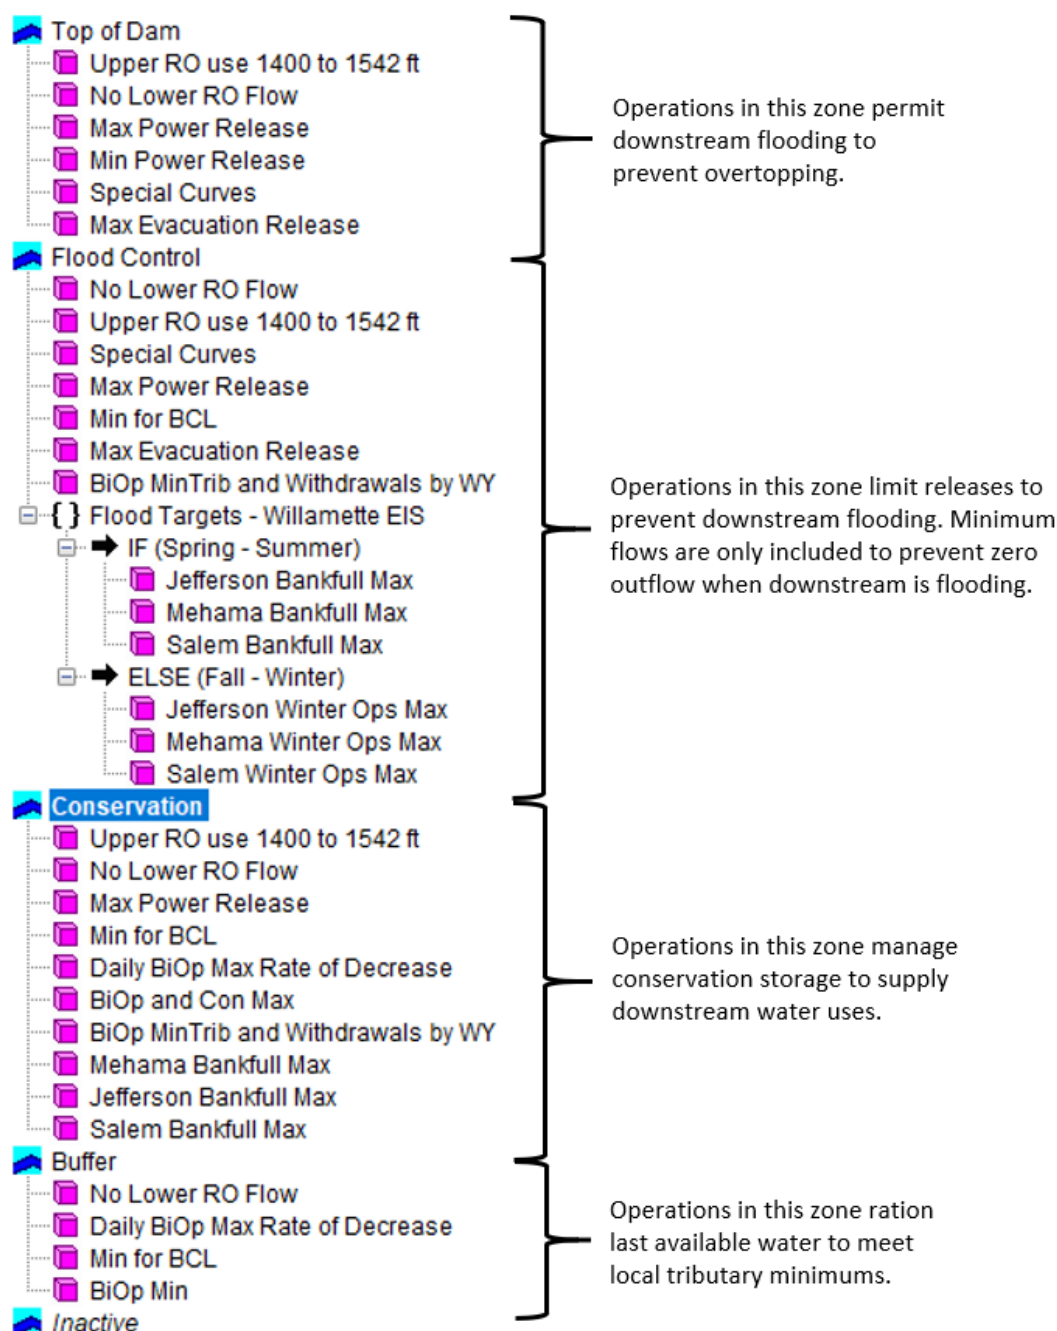 Top of Dam
Upper RO use 1400 to 1542 ft
No Lower RO Flow
Max Power Release
Min Power Release
Special Curves
Max Evacuation Release
Operations in this zone permit
downstream flooding to
prevent overtopping.
Flood Control
No Lower RO Flow
Upper RO use 1400 to 1542 ft
Special Curves
Max Power Release
Min for BCL
Max Evacuation Release
BiOp MinTrib and Withdrawals by WY
{ } Flood Targets - Willamette EIS
IF (Spring - Summer)
Jefferson Bankfull Max
Mehama Bankfull Max
Salem Bankfull Max
ELSE (Fall - Winter)
Jefferson Winter Ops Max
Mehama Winter Ops Max
Salem Winter Ops Max
Operations in this zone limit releases to
prevent downstream flooding. Minimum
flows are only included to prevent zero
outflow when downstream is flooding.
Conservation
Upper RO use 1400 to 1542 ft
No Lower RO Flow
Max Power Release
Min for BCL
Daily BiOp Max Rate of Decrease
BiOp and Con Max
BiOp MinTrib and Withdrawals by WY
Mehama Bankfull Max
Jefferson Bankfull Max
Salem Bankfull Max
Operations in this zone manage
conservation storage to supply
downstream water uses.
Buffer
No Lower RO Flow
Daily BiOp Max Rate of Decrease
Min for BCL
BiOp Min
Operations in this zone ration
last available water to meet
local tributary minimums.
Inactive